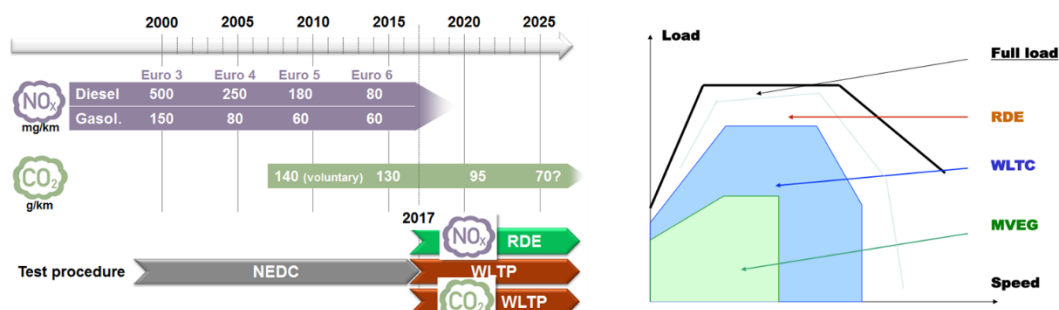 2000 2005 2010 2015 2020 2025
Euro 3 Euro 4 Euro 5 Euro 6
NOx
Diesel 500 250 180 80
Gasol. 150 80 60 60
mg/km
CO2
140 (voluntary) 130 95 70?
g/km
2017
NOx RDE
Test procedure NEDC WLTP
CO2 WLTP
Load
Full load
RDE
WLTC
MVEG
Speed